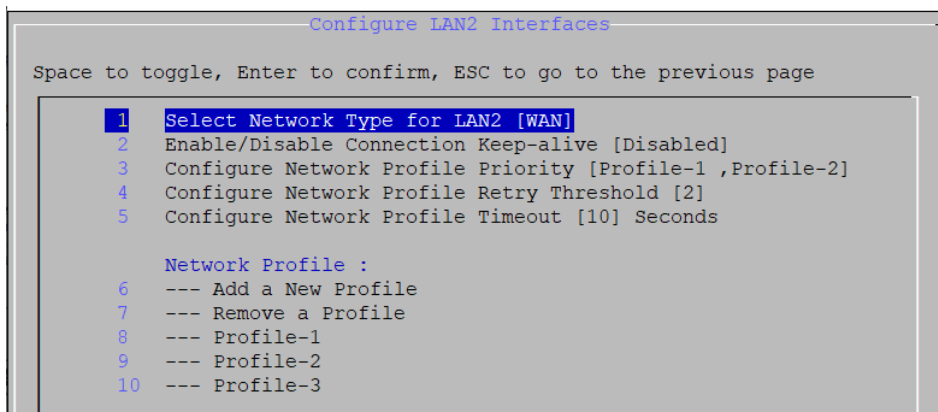 Configure LAN2 Interfaces
Space to toggle, Enter to confirm, ESC to go to the previous page
1 Select Network Type for LAN2 [WAN]
2 Enable/Disable Connection Keep-alive [Disabled]
3 Configure Network Profile Priority [Profile-1 ,Profile-2]
4 Configure Network Profile Retry Threshold [2]
5 Configure Network Profile Timeout [10] Seconds
Network Profile :
6 --- Add a New Profile
7 --- Remove a Profile
8 --- Profile-1
9 --- Profile-2
10 --- Profile-3